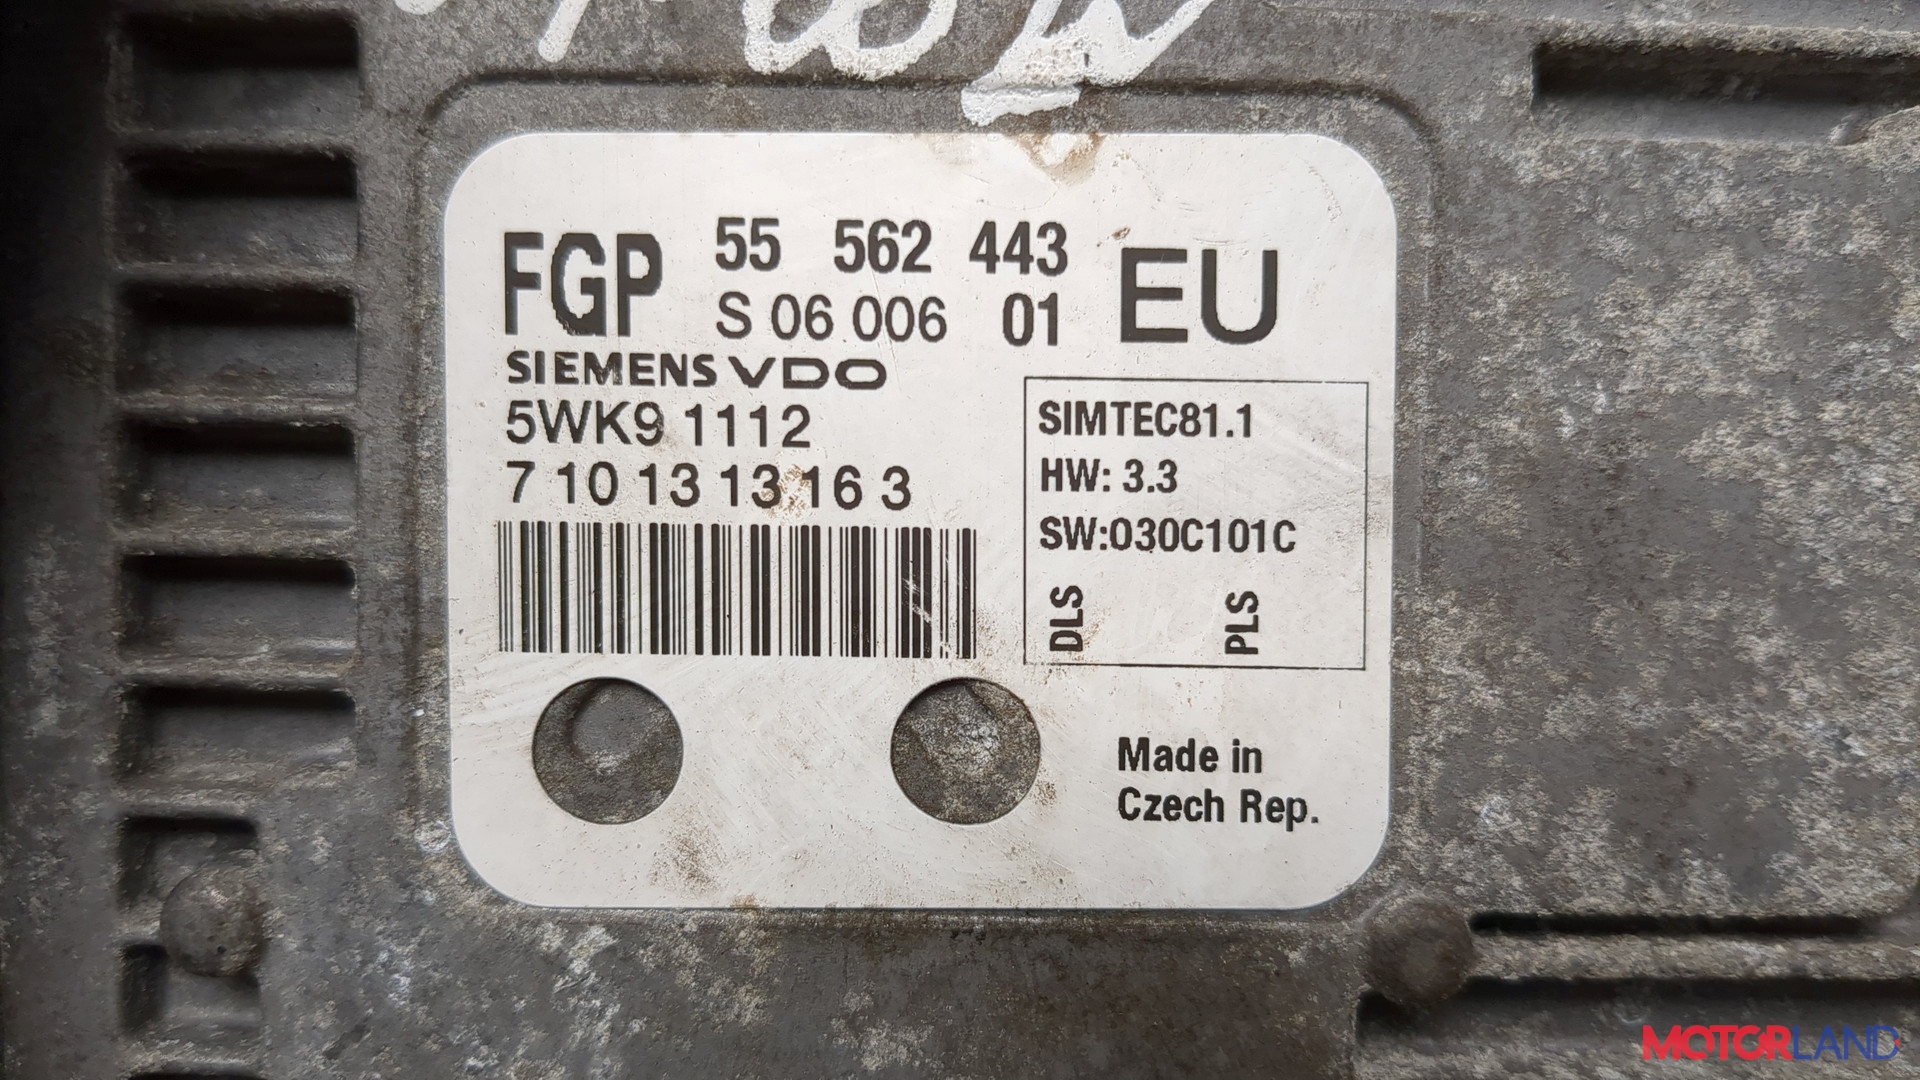 FGP 55 562 443 EU
S 06 006 01
SIEMENS VDO
5WK9 1112
7 10 13 13 16 3
SIMTEC81.1
HW: 3.3
SW:030C101C
DLS PLS
Made in
Czech Rep.
MOTORLAND